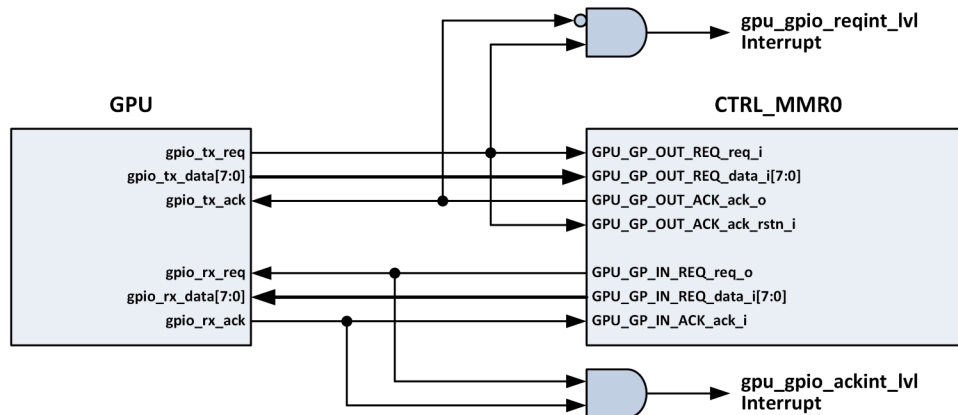 gpu_gpio_reqint_lvl
Interrupt
GPU
CTRL_MMR0
gpio_tx_req
GPU_GP_OUT_REQ_req_i
gpio_tx_data[7:0]
GPU_GP_OUT_REQ_data_i[7:0]
gpio_tx_ack
GPU_GP_OUT_ACK_ack_o
GPU_GP_OUT_ACK_ack_rstn_i
gpio_rx_req
GPU_GP_IN_REQ_req_o
gpio_rx_data[7:0]
GPU_GP_IN_REQ_data_i[7:0]
gpio_rx_ack
GPU_GP_IN_ACK_ack_i
gpu_gpio_ackint_lvl
Interrupt